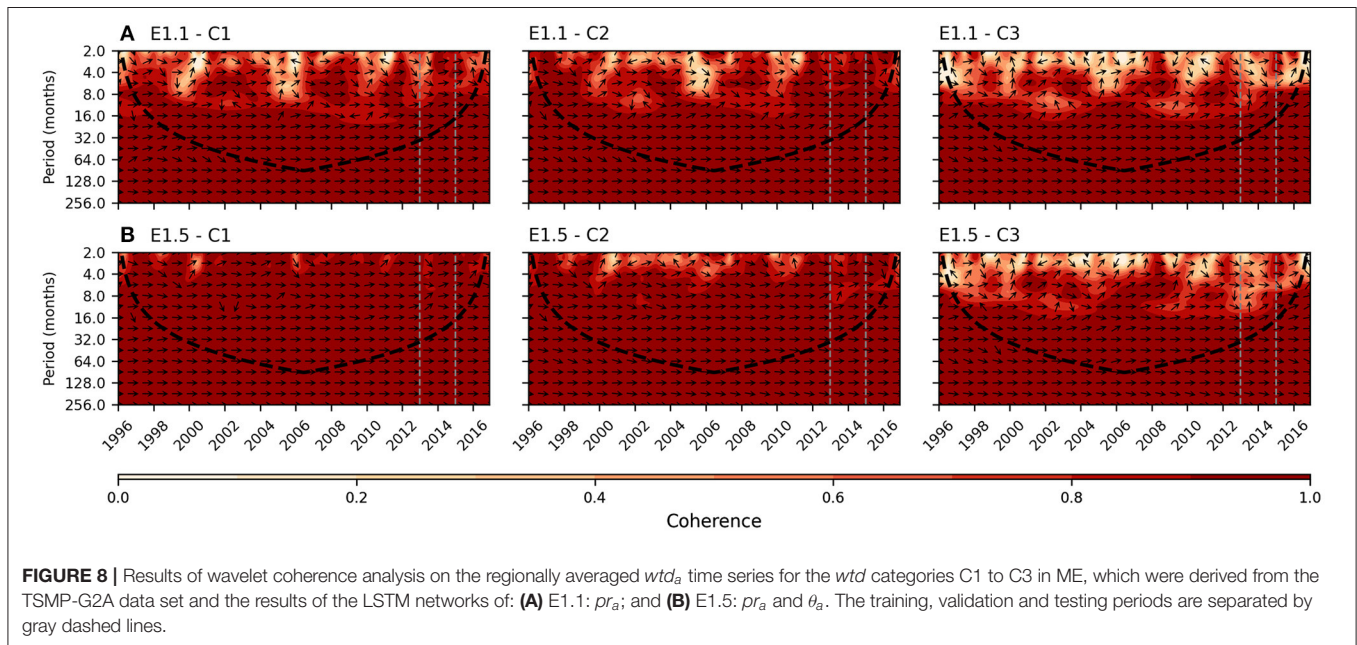 A E1.1 - C1 E1.1 - C2 E1.1 - C3
Period (months)
2.0
4.0
8.0
16.0
32.0
64.0
128.0
256.0
B E1.5 - C1 E1.5 - C2 E1.5 - C3
Period (months)
2.0
4.0
8.0
16.0
32.0
64.0
128.0
256.0
1996 1998 2000 2002 2004 2006 2008 2010 2012 2014 2016 1996 1998 2000 2002 2004 2006 2008 2010 2012 2014 2016 1996 1998 2000 2002 2004 2006 2008 2010 2012 2014 2016
0.0 0.2 0.4 0.6 0.8 1.0
Coherence
FIGURE 8 | Results of wavelet coherence analysis on the regionally averaged wtdₐ time series for the wtd categories C1 to C3 in ME, which were derived from the
TSMP-G2A data set and the results of the LSTM networks of: (A) E1.1: prₐ; and (B) E1.5: prₐ and θₐ. The training, validation and testing periods are separated by
gray dashed lines.